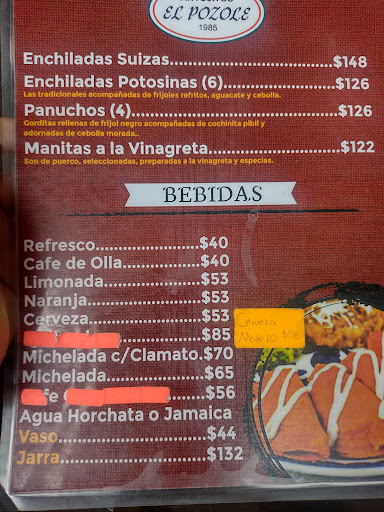 EL POZOLE
1985
Enchiladas Suizas.....................$148
Enchiladas Potosinas (6)................$126
Las tradicionales acompañadas de frijoles refritos, aguacate y cebolla.
Panuchos (4)................................$126
Gorditas rellenas de frijol negro acompañadas de cochinita pibil y
adornadas de cebolla morada..
Manitas a la Vinagreta..................$122
Son de puerco, seleccionadas, preparadas a la vinagreta y especias.
BEBIDAS
Refresco..................$40
Cafe de Olla............$40
Limonada...............$53
Naranja...................$53
Cerveza...................$53
Cerveza
$85
Modelo $58
Michelada c/Clamato.$70
Michelada..............$65
$56
Agua Horchata o Jamaica
Vaso.......................$44
Jarra......................$132